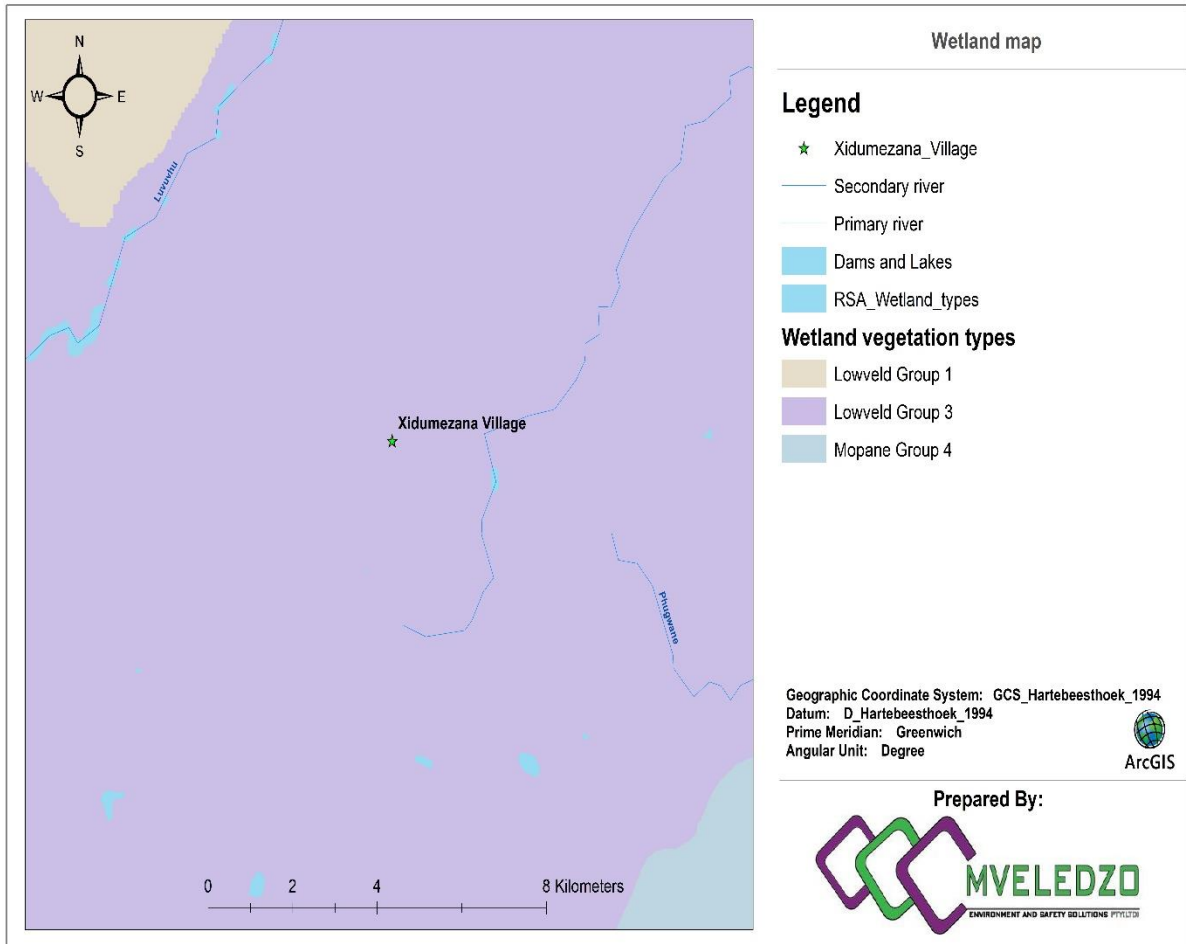 Wetland map
N
W
E
S
Luvuvhu
Xidumezana Village
Phugwane
0 2 4 8 Kilometers
Legend
Xidumezana_Village
Secondary river
Primary river
Dams and Lakes
RSA_Wetland_types
Wetland vegetation types
Lowveld Group 1
Lowveld Group 3
Mopane Group 4
Geographic Coordinate System: GCS_Hartebeesthoek_1994
Datum: D_Hartebeesthoek_1994
Prime Meridian: Greenwich
Angular Unit: Degree
ArcGIS
Prepared By:
MVELEDZO
ENVIRONMENT AND SAFETY SOLUTIONS PTY(LTD)